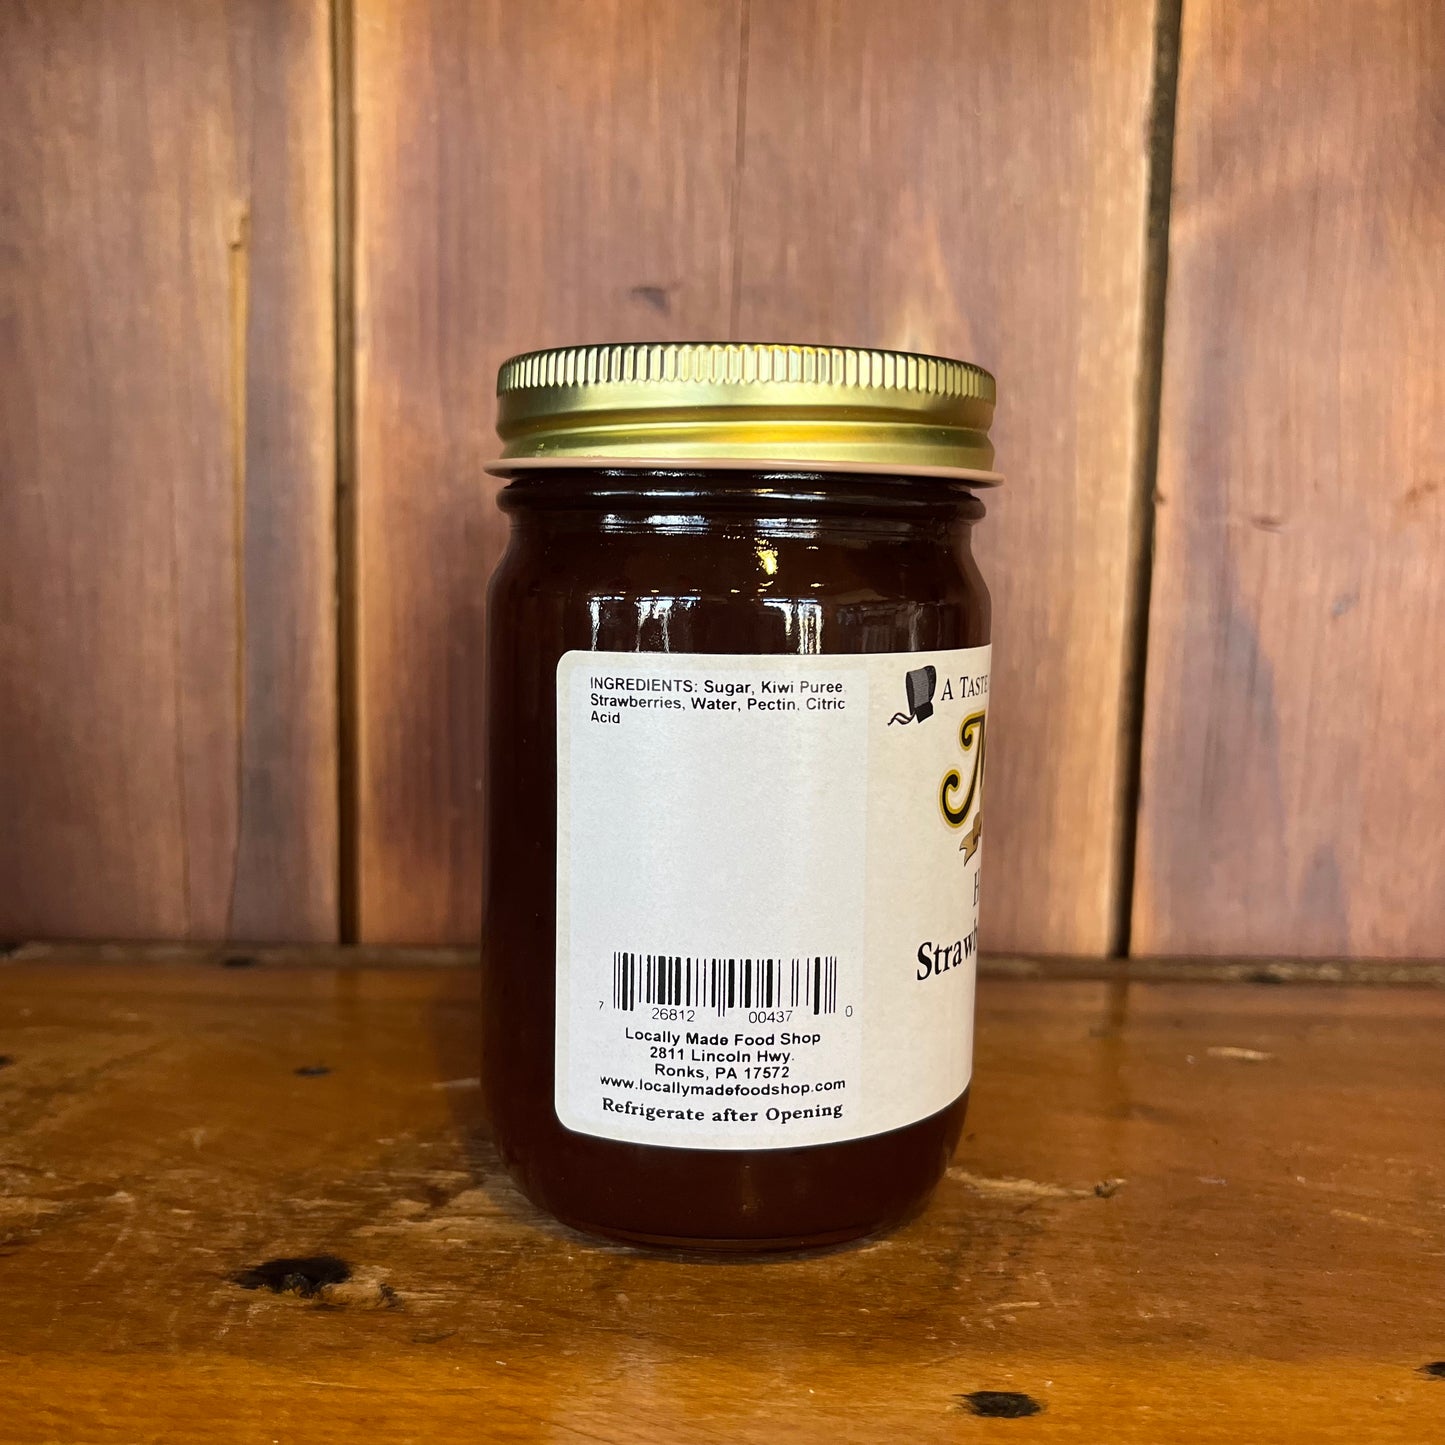 INGREDIENTS: Sugar, Kiwi Puree,
Strawberries, Water, Pectin, Citric
Acid
7 26812 00437 0
Locally Made Food Shop
2811 Lincoln Hwy.
Ronks, PA 17572
www.locallymadefoodshop.com
Refrigerate after Opening
A TASTE